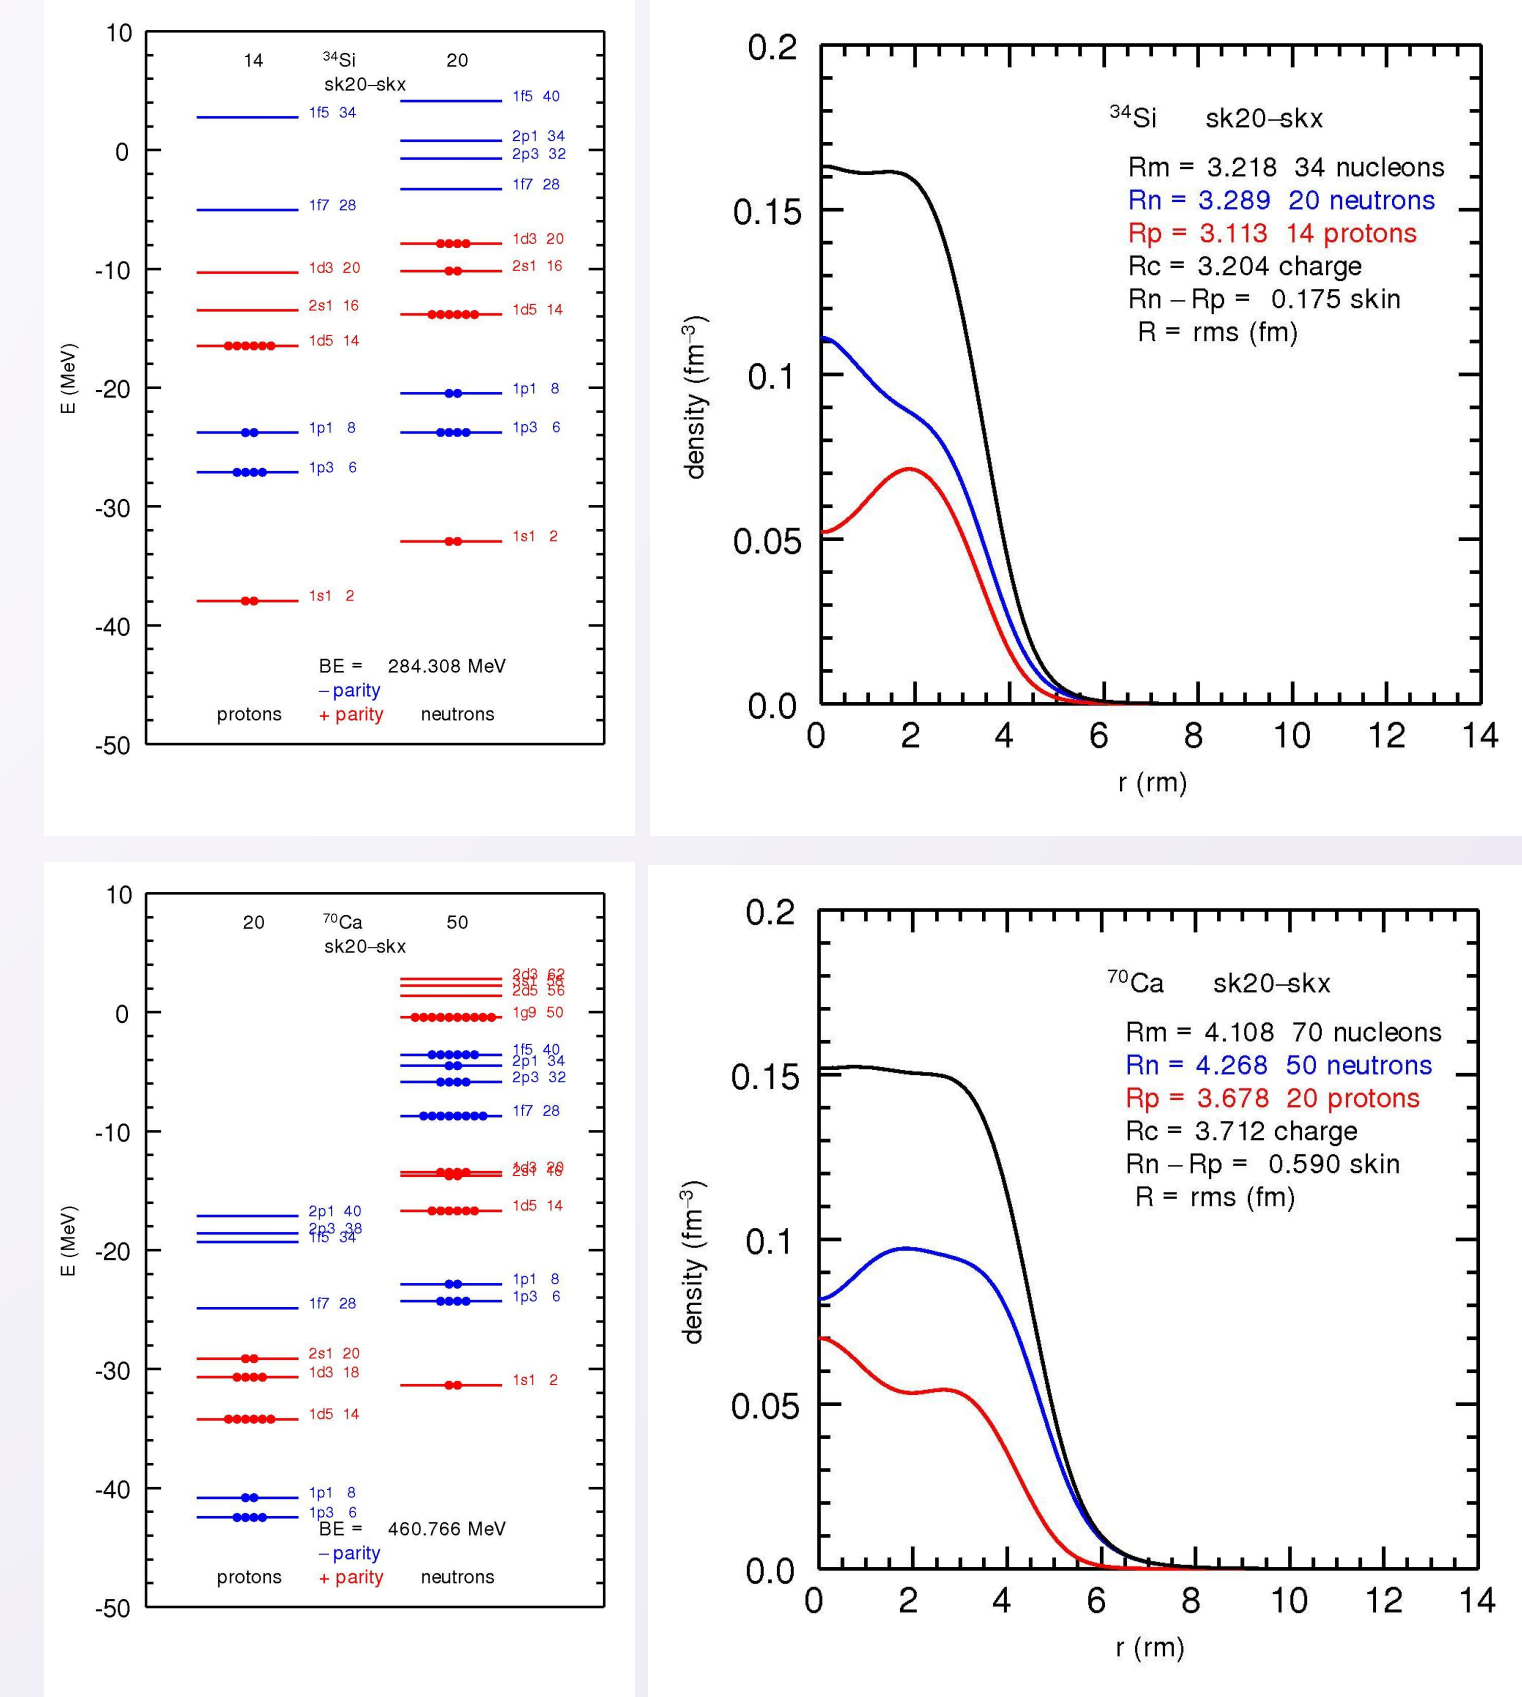 10
0
-10
-20
-30
-40
-50
E (MeV)
14 ³⁴Si 20
sk20–skx
1f5 34
1f7 28
1d3 20
2s1 16
1d5 14
1p1 8
1p3 6
1s1 2
1f5 40
2p1 34
2p3 32
1f7 28
1d3 20
2s1 16
1d5 14
1p1 8
1p3 6
1s1 2
BE = 284.308 MeV
– parity
protons + parity neutrons
0.2
0.15
0.1
0.05
0.0
density (fm⁻³)
³⁴Si sk20–skx
Rm = 3.218 34 nucleons
Rn = 3.289 20 neutrons
Rp = 3.113 14 protons
Rc = 3.204 charge
Rn – Rp = 0.175 skin
R = rms (fm)
0 2 4 6 8 10 12 14
r (rm)
10
0
-10
-20
-30
-40
-50
E (MeV)
20 ⁷⁰Ca 50
sk20–skx
2p1 40
2p3 38
1f5 34
1f7 28
2s1 20
1d3 18
1d5 14
1p1 8
1p3 6
2d3 62
3s1 58
2d5 56
1g9 50
1f5 40
2p1 34
2p3 32
1f7 28
1d3 20
2s1 16
1d5 14
1p1 8
1p3 6
1s1 2
BE = 460.766 MeV
– parity
protons + parity neutrons
0.2
0.15
0.1
0.05
0.0
density (fm⁻³)
⁷⁰Ca sk20–skx
Rm = 4.108 70 nucleons
Rn = 4.268 50 neutrons
Rp = 3.678 20 protons
Rc = 3.712 charge
Rn – Rp = 0.590 skin
R = rms (fm)
0 2 4 6 8 10 12 14
r (rm)